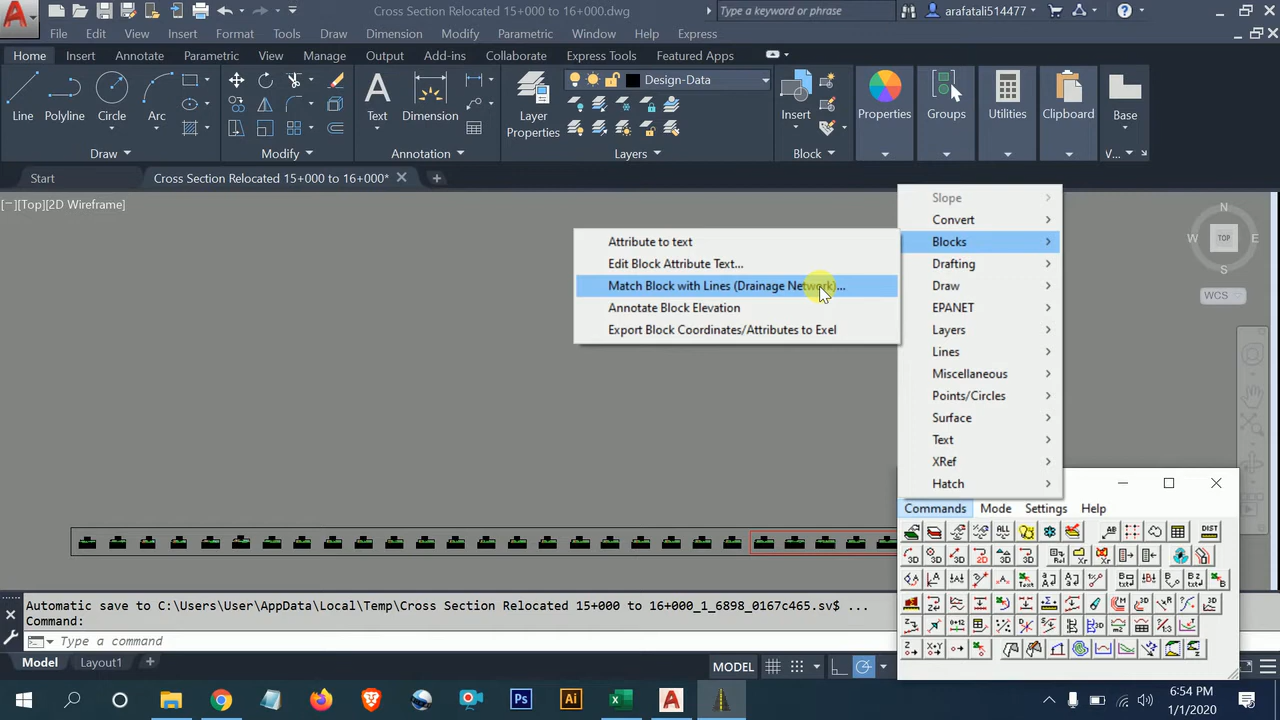 Cross Section Relocated 15+000 to 16+000.dwg
Type a keyword or phrase
arafatali514477
File Edit View Insert Format Tools Draw Dimension Modify Parametric Window Help Express
Home Insert Annotate Parametric View Manage Output Add-ins Collaborate Express Tools Featured Apps
Line Polyline Circle Arc
Text Dimension
Layer Properties
Design-Data
Insert
Properties
Groups
Utilities
Clipboard
Base
Draw Modify Annotation Layers Block V...
Start
Cross Section Relocated 15+000 to 16+000*
[−][Top][2D Wireframe]
N
W TOP E
S
WCS
Slope
Convert
Blocks
Drafting
Draw
EPANET
Layers
Lines
Miscellaneous
Points/Circles
Surface
Text
XRef
Hatch
Attribute to text
Edit Block Attribute Text...
Match Block with Lines (Drainage Network)...
Annotate Block Elevation
Export Block Coordinates/Attributes to Exel
Commands Mode Settings Help
Automatic save to C:\Users\User\AppData\Local\Temp\Cross Section Relocated 15+000 to 16+000_1_6898_0167c465.sv$ ...
Command:
Type a command
Model Layout1
MODEL
6:54 PM
1/1/2020